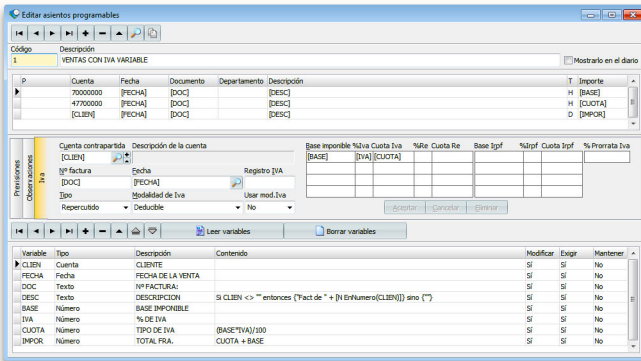 Editar asientos programables
Código Descripción
1 VENTAS CON IVA VARIABLE Mostrarlo en el diario
P Cuenta Fecha Documento Departamento Descripción T Importe
70000000 [FECHA] [DOC] [DESC] H [BASE]
47700000 [FECHA] [DOC] [DESC] H [CUOTA]
[CLIEN] [FECHA] [DOC] [DESC] D [IMPOR]
Previsiones
Observaciones
Iva
Cuenta contrapartida Descripción de la cuenta Base imponible %Iva Cuota Iva %Re Cuota Re Base Irpf %Irpf Cuota Irpf % Prorrata Iva
[CLIEN] [BASE] [IVA] [CUOTA]
Nº factura Fecha Registro IVA
[DOC] [FECHA]
Tipo Modalidad de Iva Usar mod.Iva
Repercutido Deducible No Aceptar Cancelar Eliminar
Leer variables Borrar variables
Variable Tipo Descripción Contenido Modificar Exigir Mantener
CLIEN Cuenta CLIENTE Sí Sí No
FECHA Fecha FECHA DE LA VENTA Sí Sí No
DOC Texto Nº FACTURA: Sí Sí No
DESC Texto DESCRIPCION Si CLIEN <> "" entonces {"Fact de " + [N EnNumero(CLIEN)]} sino {""} Sí Sí No
BASE Número BASE IMPONIBLE Sí Sí No
IVA Número % DE IVA Sí Sí No
CUOTA Número TIPO DE IVA (BASE*IVA)/100 Sí Sí No
IMPOR Número TOTAL FRA. CUOTA + BASE Sí Sí No